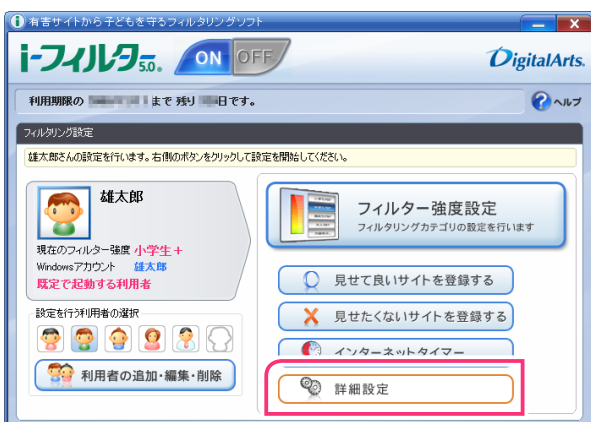 有害サイトから子どもを守るフィルタリングソフト
i-フィルター5.0.
ON OFF
DigitalArts.
利用期限の まで 残り 日です。
ヘルプ
フィルタリング設定
雄太郎さんの設定を行います。右側のボタンをクリックして設定を開始してください。
雄太郎
現在のフィルター強度 小学生＋
Windowsアカウント 雄太郎
既定で起動する利用者
設定を行う利用者の選択
利用者の追加・編集・削除
フィルター強度設定
フィルタリングカテゴリの設定を行います
見せて良いサイトを登録する
見せたくないサイトを登録する
インターネットタイマー
詳細設定